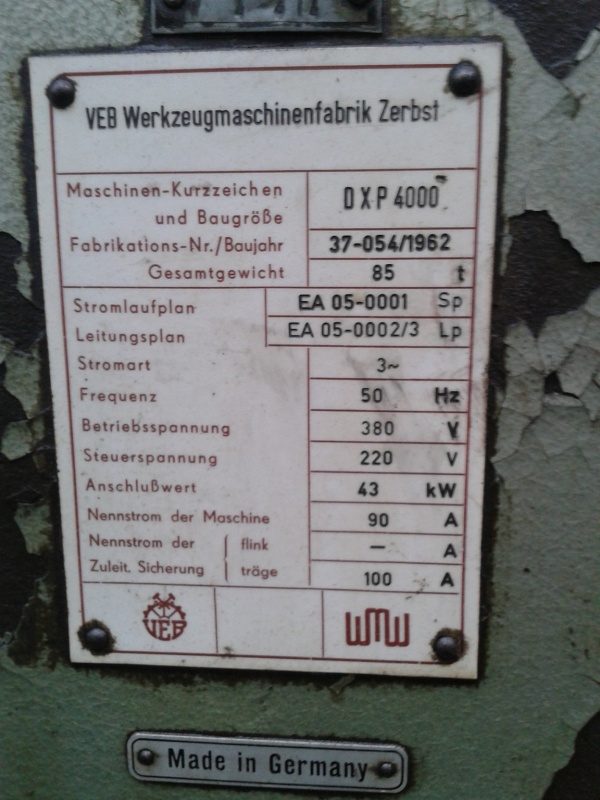 VEB Werkzeugmaschinenfabrik Zerbst
Maschinen-Kurzzeichen
und Baugröße DXP 4000
Fabrikations-Nr./Baujahr 37-054/1962
Gesamtgewicht 85 t
Stromlaufplan EA 05-0001 Sp
Leitungsplan EA 05-0002/3 Lp
Stromart 3~
Frequenz 50 Hz
Betriebsspannung 380 V
Steuerspannung 220 V
Anschlußwert 43 kW
Nennstrom der Maschine 90 A
Nennstrom der flink — A
Zuleit. Sicherung träge 100 A
VEB WMW
Made in Germany